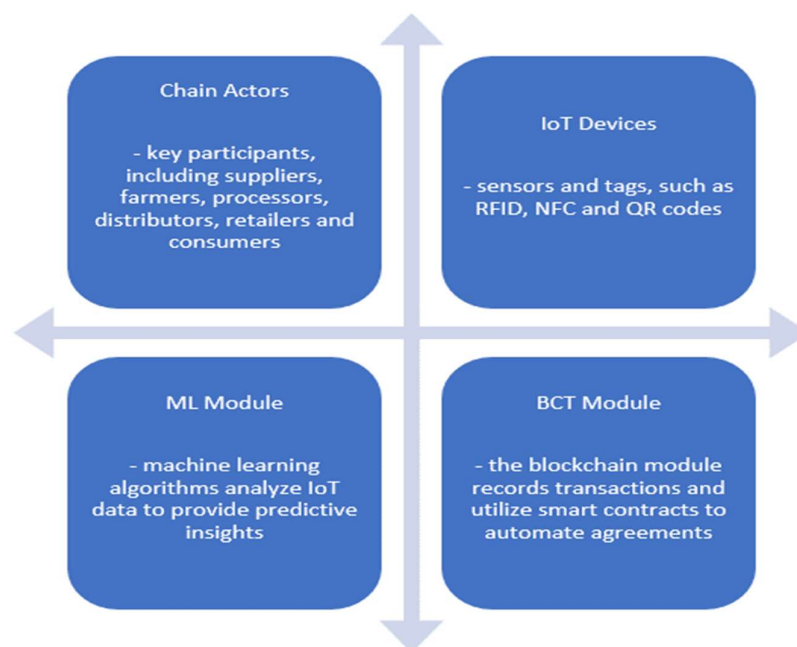 Chain Actors
- key participants,
including suppliers,
farmers, processors,
distributors, retailers and
consumers
IoT Devices
- sensors and tags, such as
RFID, NFC and QR codes
ML Module
- machine learning
algorithms analyze IoT
data to provide predictive
insights
BCT Module
- the blockchain module
records transactions and
utilize smart contracts to
automate agreements